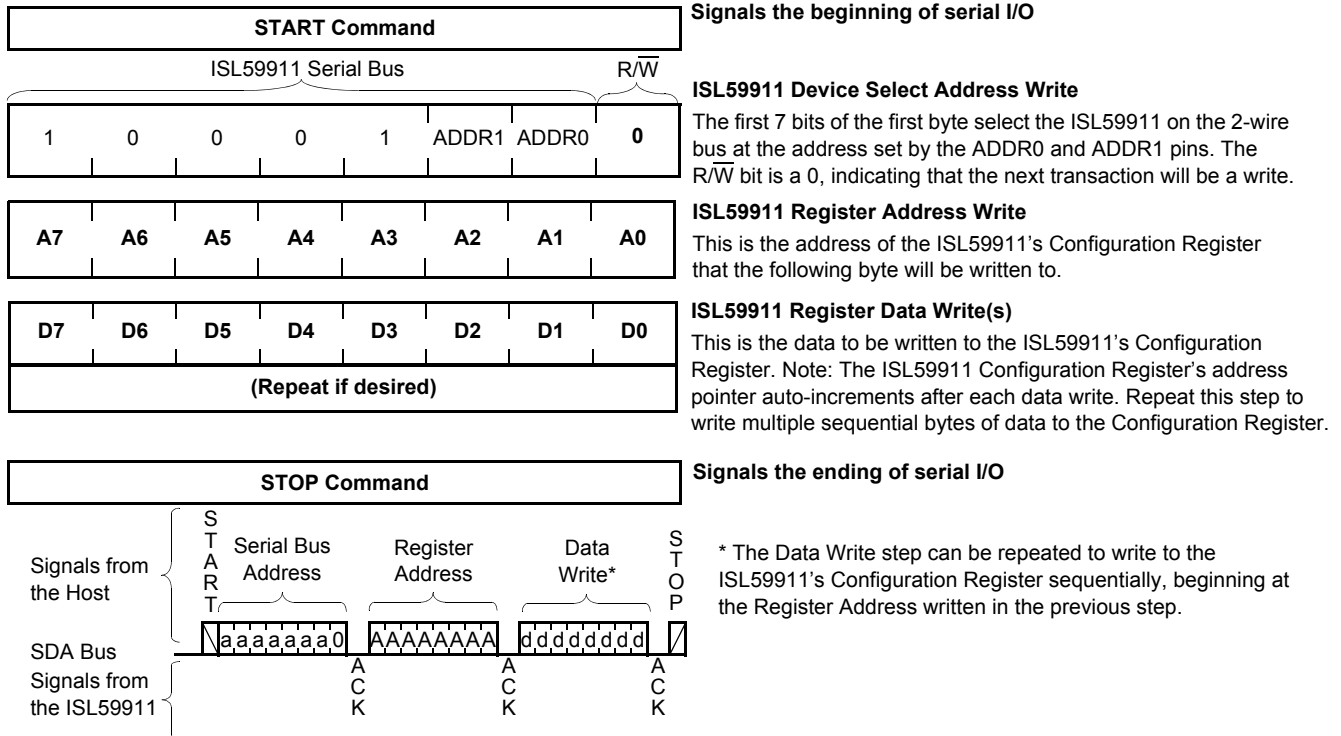 START Command
Signals the beginning of serial I/O
ISL59911 Serial Bus
R/W̅
1 0 0 0 1 ADDR1 ADDR0 0
ISL59911 Device Select Address Write
The first 7 bits of the first byte select the ISL59911 on the 2-wire
bus at the address set by the ADDR0 and ADDR1 pins. The
R/W̅ bit is a 0, indicating that the next transaction will be a write.
A7 A6 A5 A4 A3 A2 A1 A0
ISL59911 Register Address Write
This is the address of the ISL59911's Configuration Register
that the following byte will be written to.
D7 D6 D5 D4 D3 D2 D1 D0
(Repeat if desired)
ISL59911 Register Data Write(s)
This is the data to be written to the ISL59911's Configuration
Register. Note: The ISL59911 Configuration Register's address
pointer auto-increments after each data write. Repeat this step to
write multiple sequential bytes of data to the Configuration Register.
STOP Command
Signals the ending of serial I/O
Signals from
the Host
START
Serial Bus
Address
Register
Address
Data
Write*
STOP
* The Data Write step can be repeated to write to the
ISL59911's Configuration Register sequentially, beginning at
the Register Address written in the previous step.
SDA Bus
a a a a a a a 0 A A A A A A A A d d d d d d d d
Signals from
the ISL59911
ACK
ACK
ACK